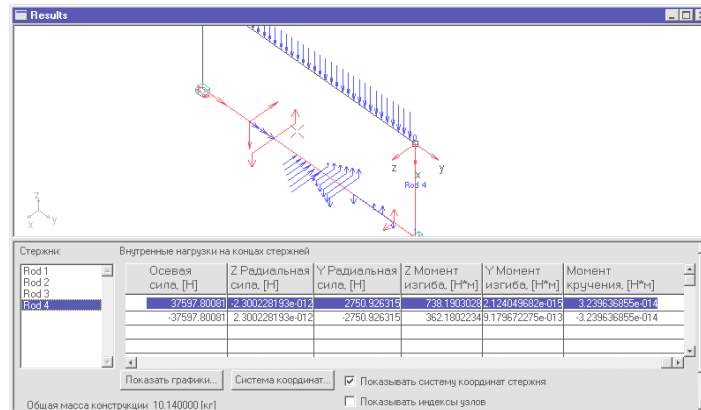 Results
z
y
x
Rod 4
z
x
y
Стержни:
Внутренние нагрузки на концах стержней
Rod 1
Rod 2
Rod 3
Rod 4
Осевая сила, [Н]
Z Радиальная сила, [Н]
Y Радиальная сила, [Н]
Z Момент изгиба, [Н*м]
Y Момент изгиба, [Н*м]
Момент кручения, [Н*м]
37597.80081 -2.300228193e-012 2750.926315 738.1903028 2.124049682e-015 3.239636855e-014
-37597.80081 2.300228193e-012 -2750.926315 362.1802234 9.179672275e-013 -3.239636855e-014
Показать графики... Система координат... Показывать систему координат стержня
Показывать индексы узлов
Общая масса конструкции 10.140000 [кг]